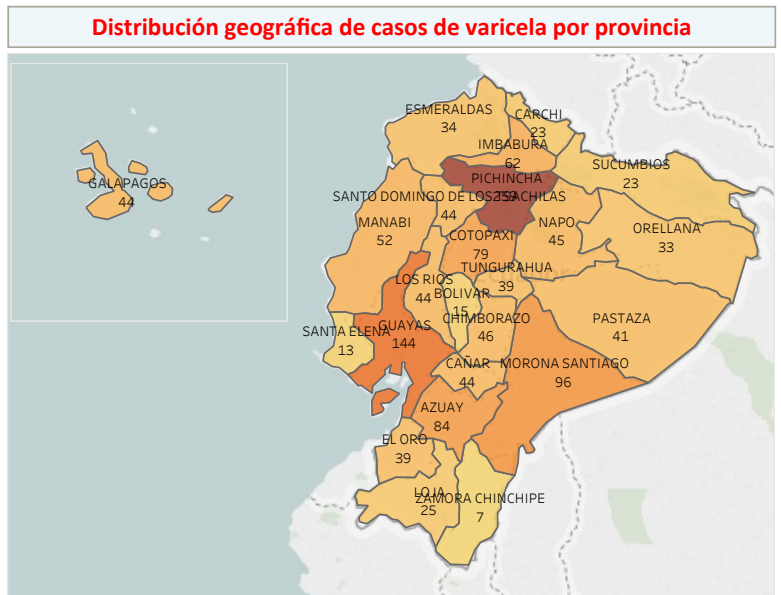 Distribución geográfica de casos de varicela por provincia
ESMERALDAS
34
CARCHI
23
IMBABURA
62
SUCUMBIOS
23
GALAPAGOS
44
PICHINCHA
SANTO DOMINGO DE LOS TSACHILAS
44
MANABI
52
NAPO
45
ORELLANA
33
COTOPAXI
79
TUNGURAHUA
39
LOS RIOS
44
BOLIVAR
15
CHIMBORAZO
46
PASTAZA
41
SANTA ELENA
13
GUAYAS
144
CAÑAR
44
MORONA SANTIAGO
96
AZUAY
84
EL ORO
39
LOJA
25
ZAMORA CHINCHIPE
7